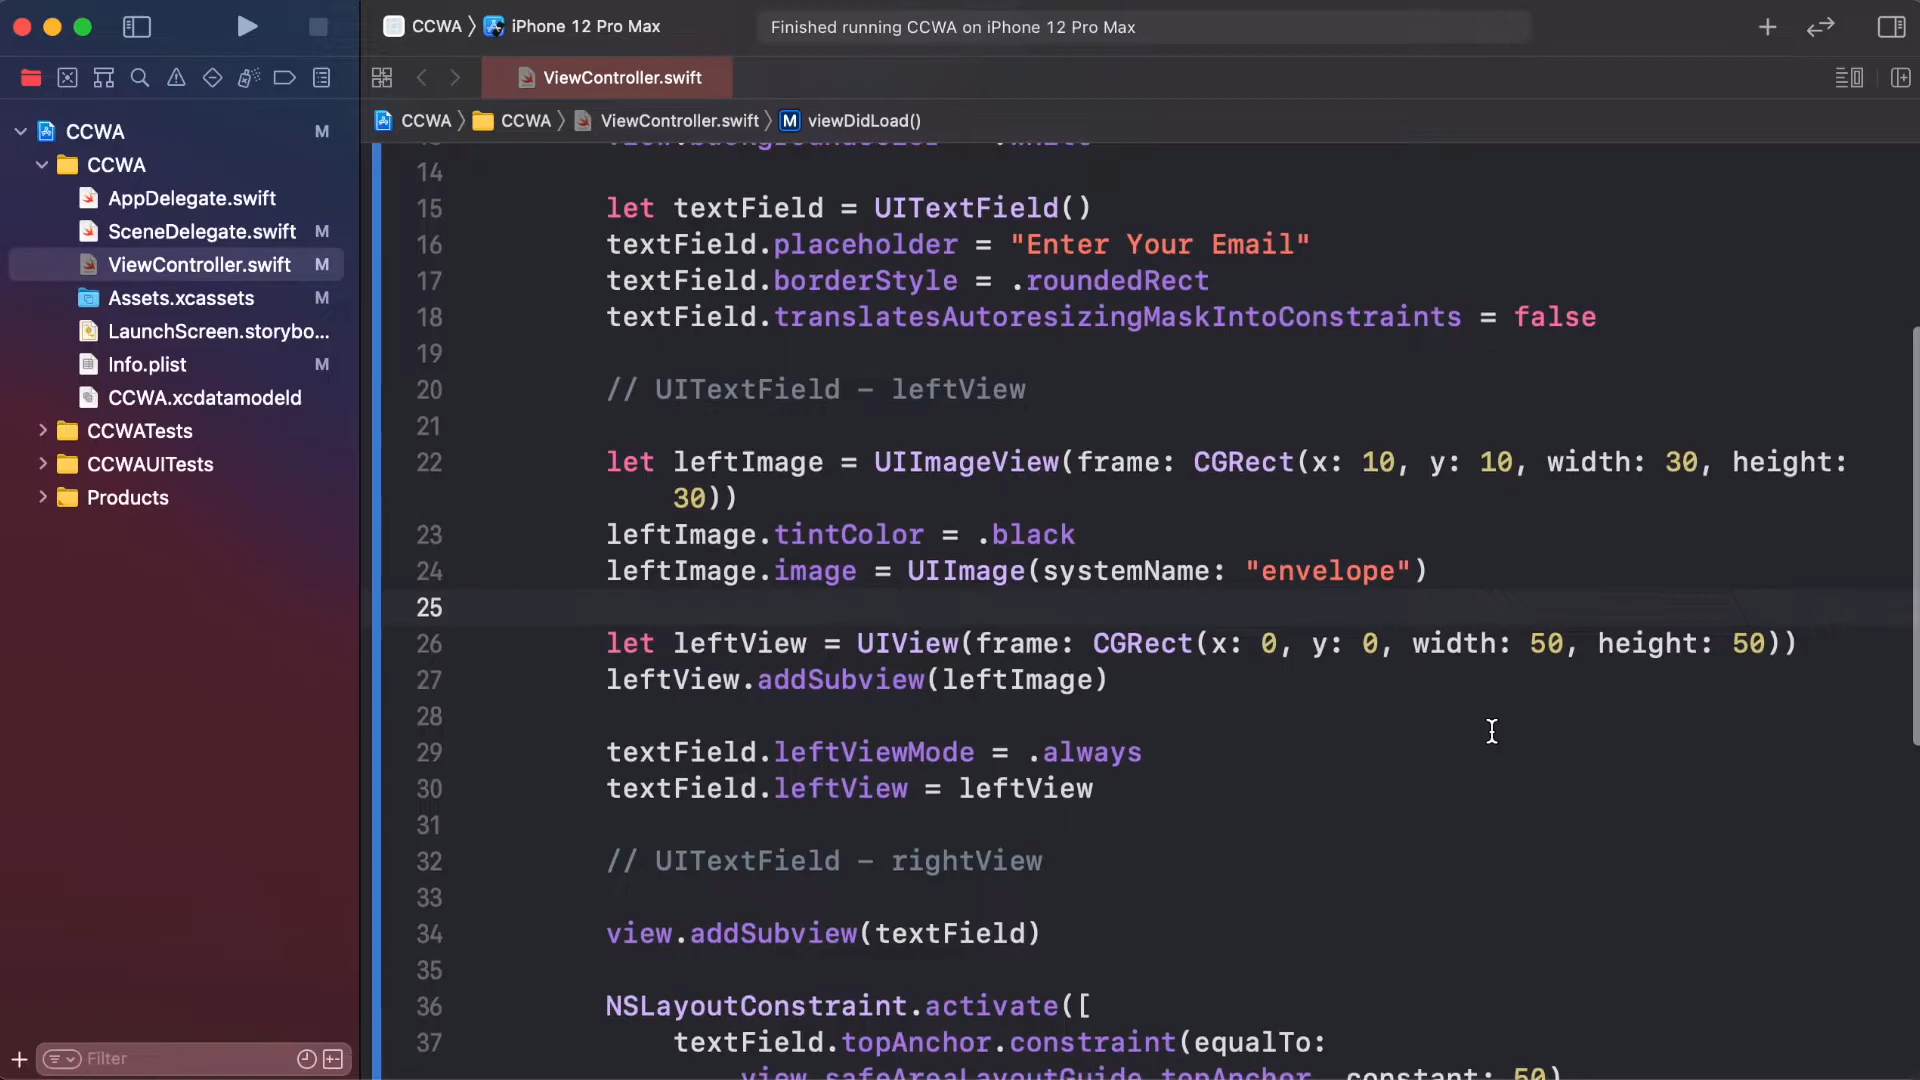 CCWA 〉 iPhone 12 Pro Max
Finished running CCWA on iPhone 12 Pro Max
ViewController.swift
CCWA 〉 CCWA 〉 ViewController.swift 〉 M viewDidLoad()
CCWA M
CCWA
AppDelegate.swift
SceneDelegate.swift M
ViewController.swift M
Assets.xcassets M
LaunchScreen.storybo...
Info.plist M
CCWA.xcdatamodeld
CCWATests
CCWAUITests
Products
Filter
14
15 let textField = UITextField()
16 textField.placeholder = "Enter Your Email"
17 textField.borderStyle = .roundedRect
18 textField.translatesAutoresizingMaskIntoConstraints = false
19
20 // UITextField - leftView
21
22 let leftImage = UIImageView(frame: CGRect(x: 10, y: 10, width: 30, height:
30))
23 leftImage.tintColor = .black
24 leftImage.image = UIImage(systemName: "envelope")
25
26 let leftView = UIView(frame: CGRect(x: 0, y: 0, width: 50, height: 50))
27 leftView.addSubview(leftImage)
28
29 textField.leftViewMode = .always
30 textField.leftView = leftView
31
32 // UITextField - rightView
33
34 view.addSubview(textField)
35
36 NSLayoutConstraint.activate([
37 textField.topAnchor.constraint(equalTo:
view.safeAreaLayoutGuide.topAnchor, constant: 50)